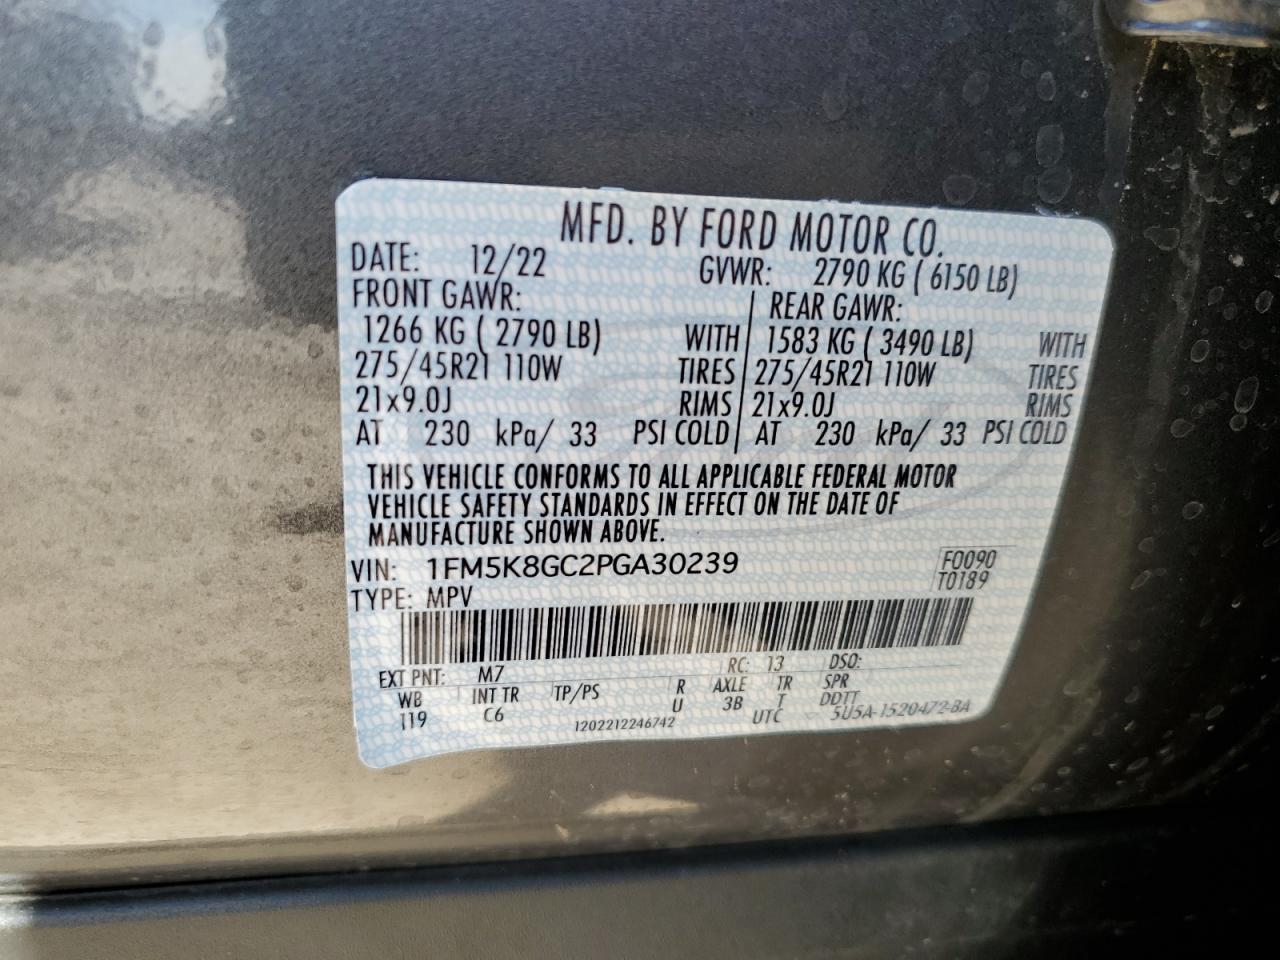 MFD. BY FORD MOTOR CO.
DATE: 12/22 GVWR: 2790 KG ( 6150 LB)
FRONT GAWR: REAR GAWR:
1266 KG ( 2790 LB) WITH 1583 KG ( 3490 LB) WITH
275/45R21 110W TIRES 275/45R21 110W TIRES
21x9.0J RIMS 21x9.0J RIMS
AT 230 kPa/ 33 PSI COLD AT 230 kPa/ 33 PSI COLD
THIS VEHICLE CONFORMS TO ALL APPLICABLE FEDERAL MOTOR
VEHICLE SAFETY STANDARDS IN EFFECT ON THE DATE OF
MANUFACTURE SHOWN ABOVE.
VIN: 1FM5K8GC2PGA30239 F0090
TYPE: MPV T0189
EXT PNT: M7 RC: 13 DSO:
WB INT TR TP/PS R AXLE TR SPR
119 C6 U 3B T DDTT
1202212246742 UTC 5U5A-1520472-BA